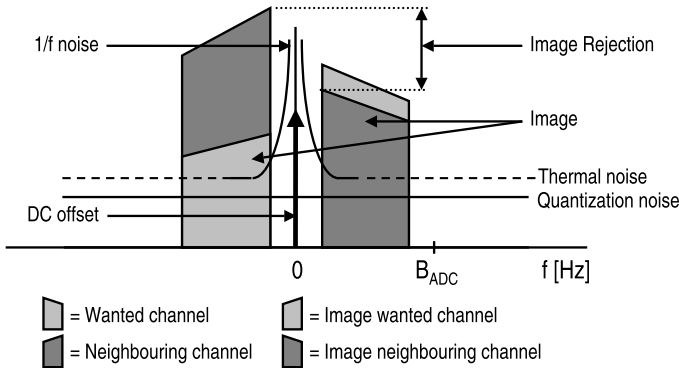 1/f noise
Image Rejection
Image
Thermal noise
Quantization noise
DC offset
0
BADC
f [Hz]
= Wanted channel
= Image wanted channel
= Neighbouring channel
= Image neighbouring channel